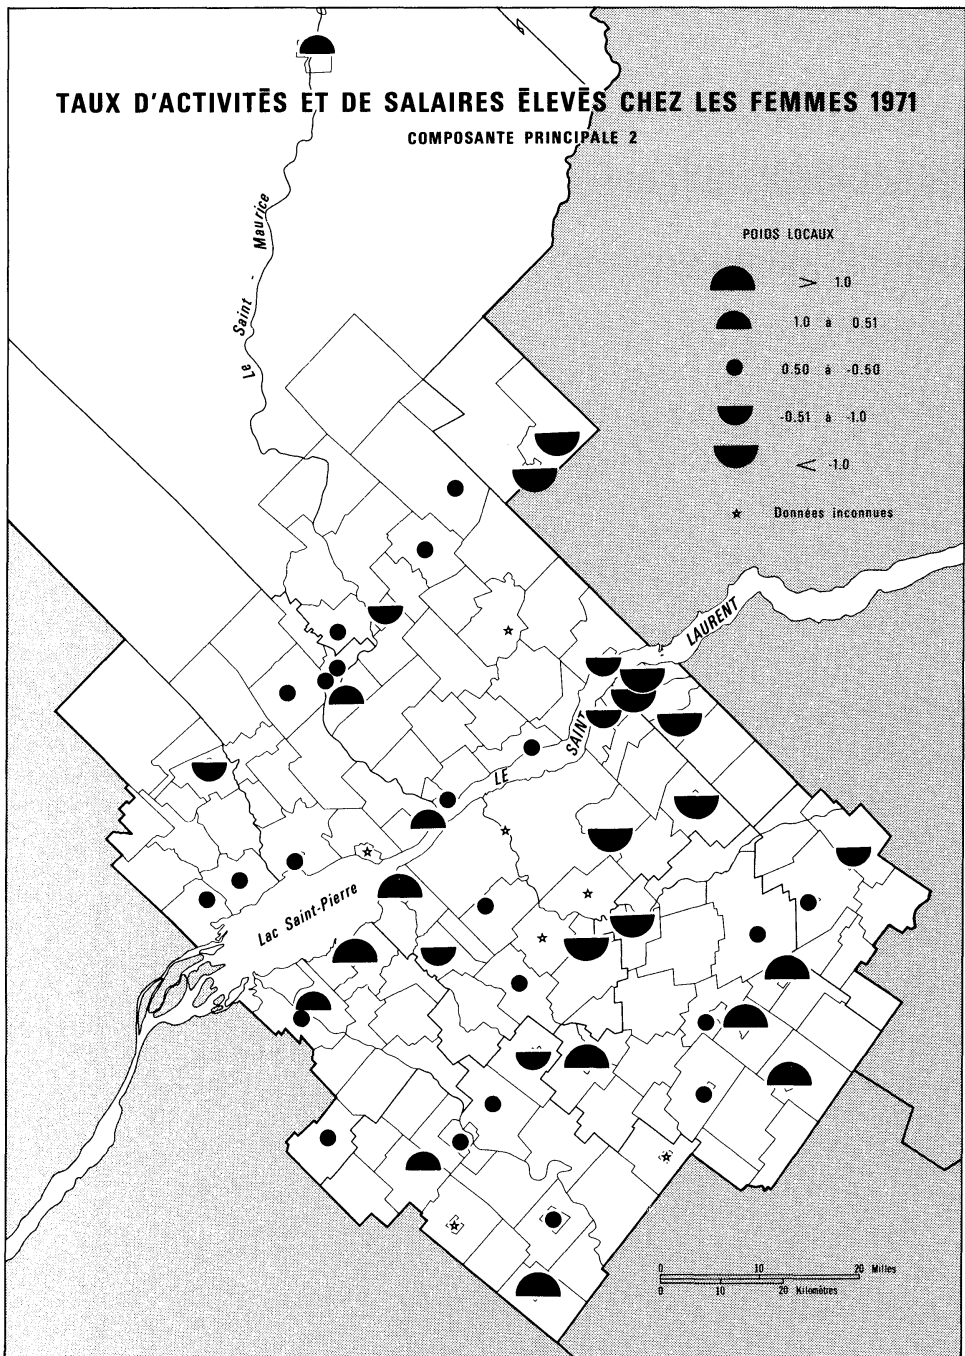 TAUX D'ACTIVITĒS ET DE SALAIRES ĒLEVĒS CHEZ LES FEMMES 1971
COMPOSANTE PRINCIPALE 2
Le Saint - Maurice
POIDS LOCAUX
> 1.0
1.0 à 0.51
0.50 à -0.50
-0.51 à -1.0
< -1.0
Données inconnues
LE SAINT LAURENT
Lac Saint-Pierre
0 10 20 Milles
0 10 20 Kilomètres